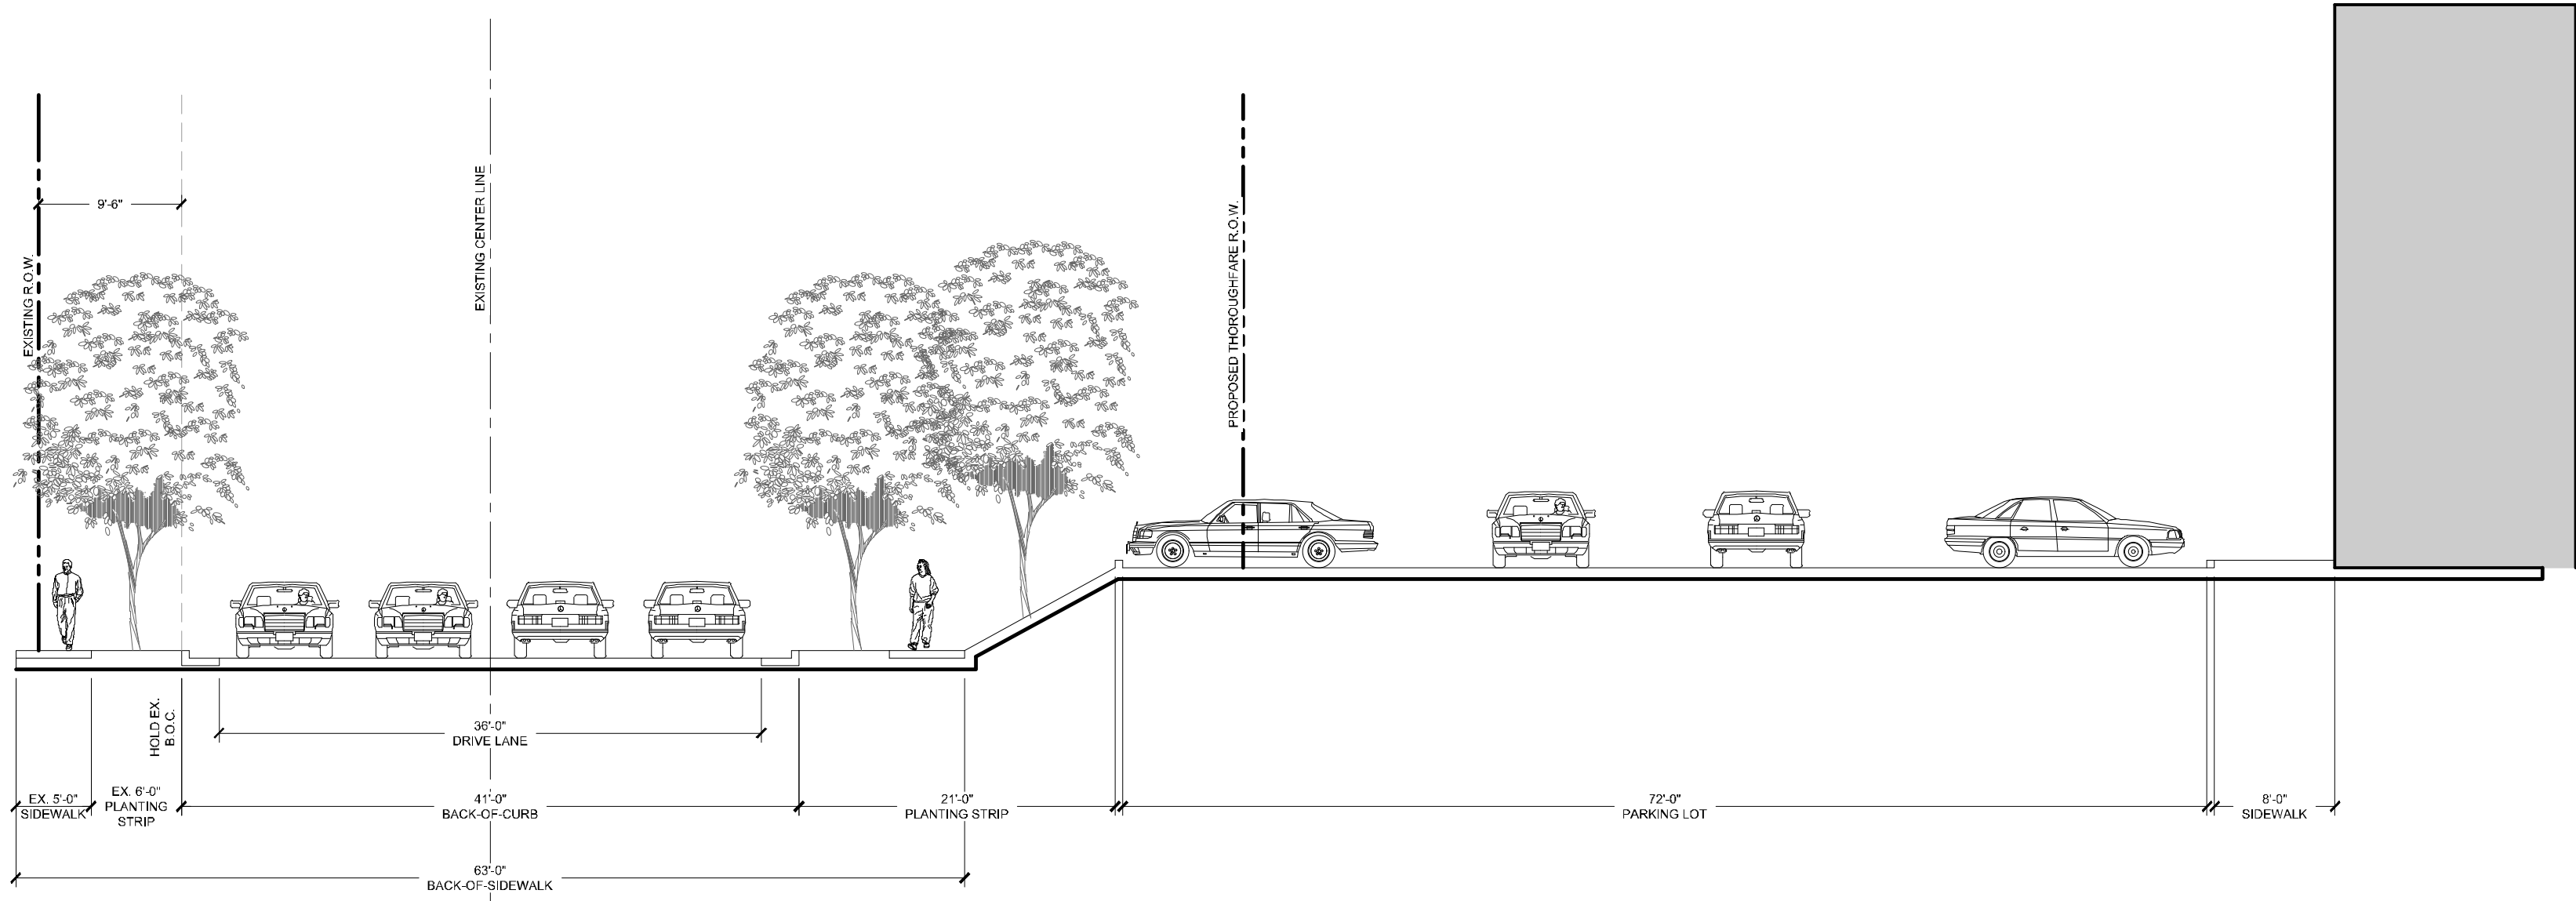 9'-6"
EXISTING R.O.W.
EXISTING CENTER LINE
PROPOSED THOROUGHFARE R.O.W.
HOLD EX.
B.O.C.
36'-0"
DRIVE LANE
EX. 5'-0"
SIDEWALK
EX. 6'-0"
PLANTING
STRIP
41'-0"
BACK-OF-CURB
21'-0"
PLANTING STRIP
72'-0"
PARKING LOT
8'-0"
SIDEWALK
63'-0"
BACK-OF-SIDEWALK